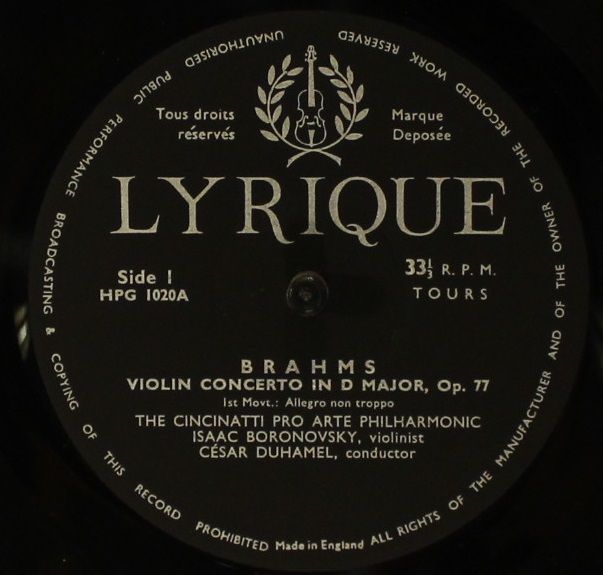 ALL RIGHTS OF THE MANUFACTURER AND OF THE OWNER OF THE RECORDED WORK RESERVED
UNAUTHORISED PUBLIC PERFORMANCE BROADCASTING & COPYING OF THIS RECORD PROHIBITED
Tous droits réservés
Marque Deposée
LYRIQUE
Side 1
HPG 1020A
33⅓ R. P. M.
TOURS
BRAHMS
VIOLIN CONCERTO IN D MAJOR, Op. 77
1st Movt.: Allegro non troppo
THE CINCINATTI PRO ARTE PHILHARMONIC
ISAAC BORONOVSKY, violinist
CÉSAR DUHAMEL, conductor
Made in England